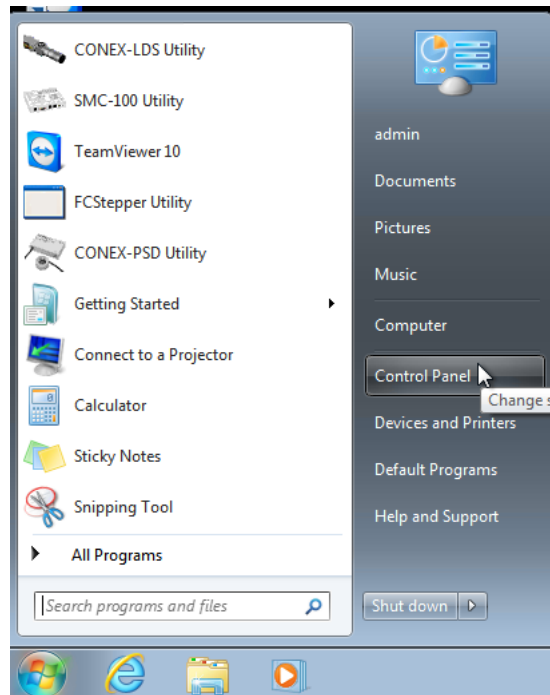 CONEX-LDS Utility
SMC-100 Utility
TeamViewer 10
FCStepper Utility
CONEX-PSD Utility
Getting Started
Connect to a Projector
Calculator
Sticky Notes
Snipping Tool
All Programs
Search programs and files
admin
Documents
Pictures
Music
Computer
Control Panel
Change s
Devices and Printers
Default Programs
Help and Support
Shut down